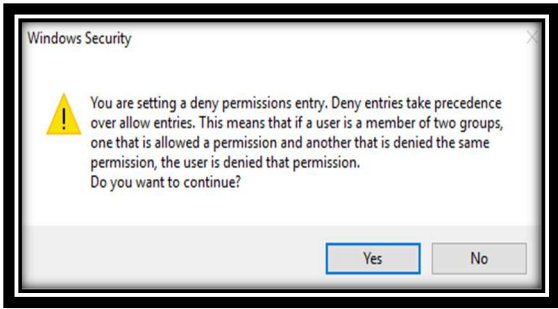 Windows Security
You are setting a deny permissions entry. Deny entries take precedence
over allow entries. This means that if a user is a member of two groups,
one that is allowed a permission and another that is denied the same
permission, the user is denied that permission.
Do you want to continue?
Yes No